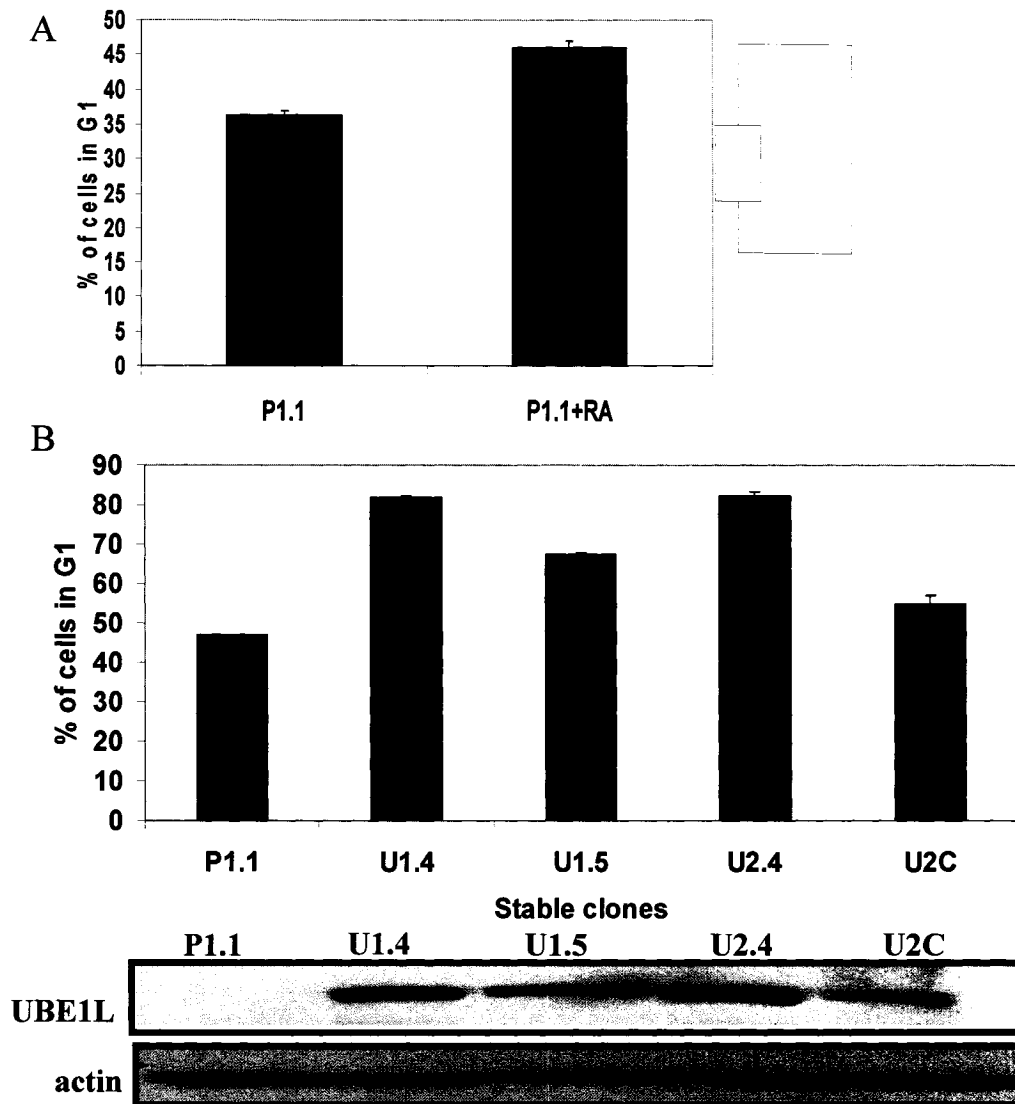 A
% of cells in G1
50
45
40
35
30
25
20
15
10
5
0
P1.1 P1.1+RA
B
% of cells in G1
90
80
70
60
50
40
30
20
10
0
P1.1 U1.4 U1.5 U2.4 U2C
Stable clones
P1.1 U1.4 U1.5 U2.4 U2C
UBE1L
actin